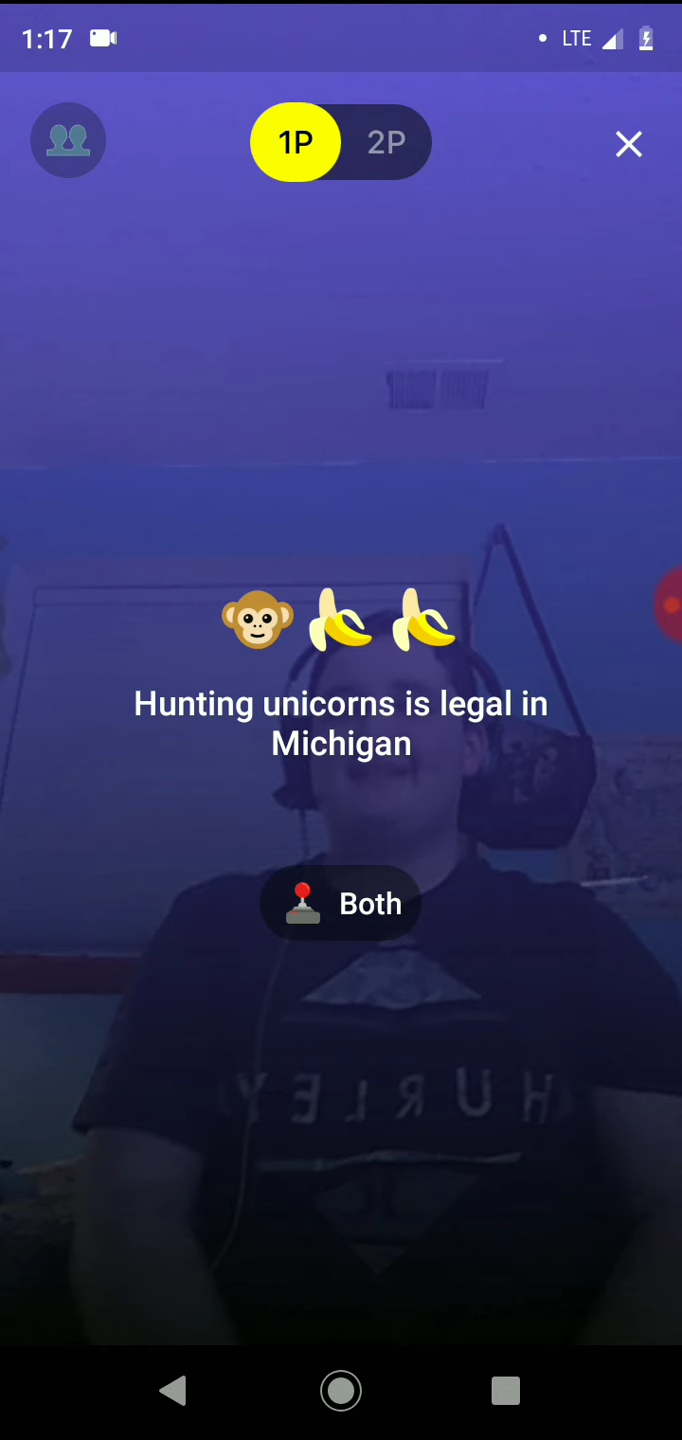 1:17 LTE
1P 2P
Hunting unicorns is legal in
Michigan
Both
HURLEY